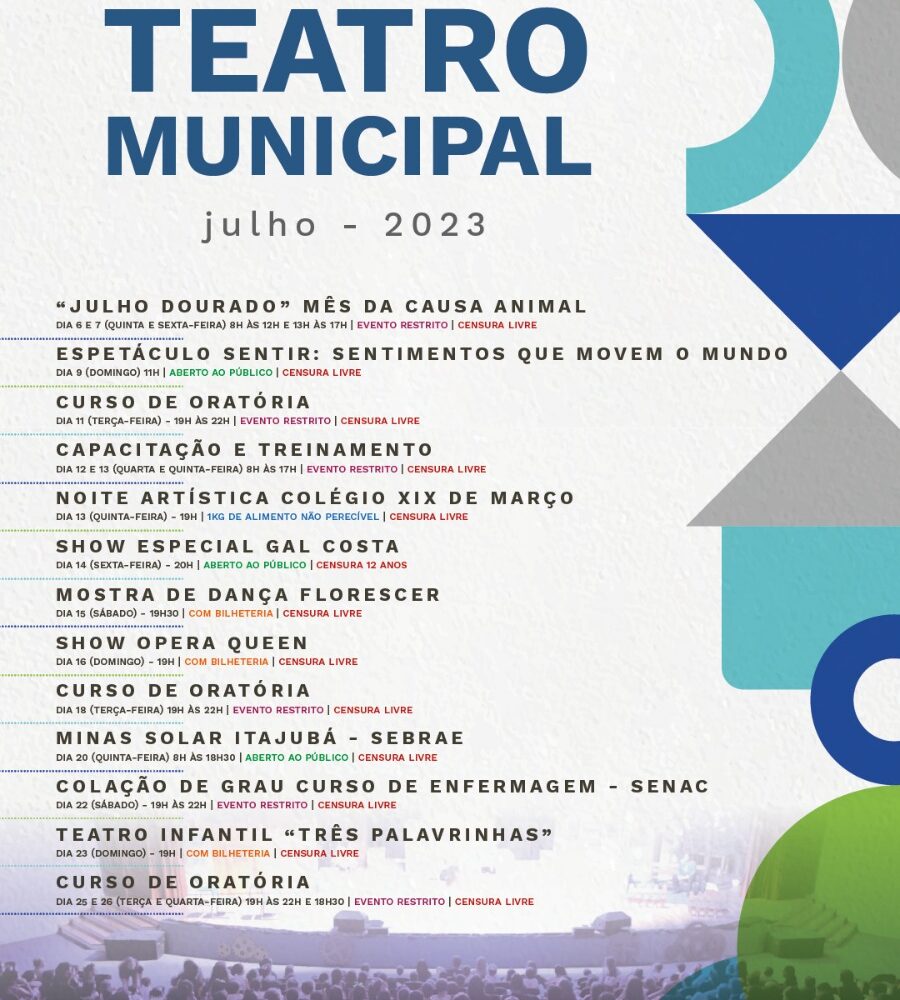 TEATRO
MUNICIPAL
julho - 2023
“JULHO DOURADO” MÊS DA CAUSA ANIMAL
DIA 6 E 7 (QUINTA E SEXTA-FEIRA) 8H ÀS 12H E 13H ÀS 17H | EVENTO RESTRITO | CENSURA LIVRE
ESPETÁCULO SENTIR: SENTIMENTOS QUE MOVEM O MUNDO
DIA 9 (DOMINGO) 11H | ABERTO AO PÚBLICO | CENSURA LIVRE
CURSO DE ORATÓRIA
DIA 11 (TERÇA-FEIRA) - 19H ÀS 22H | EVENTO RESTRITO | CENSURA LIVRE
CAPACITAÇÃO E TREINAMENTO
DIA 12 E 13 (QUARTA E QUINTA-FEIRA) 8H ÀS 17H | EVENTO RESTRITO | CENSURA LIVRE
NOITE ARTÍSTICA COLÉGIO XIX DE MARÇO
DIA 13 (QUINTA-FEIRA) - 19H | 1KG DE ALIMENTO NÃO PERECÍVEL | CENSURA LIVRE
SHOW ESPECIAL GAL COSTA
DIA 14 (SEXTA-FEIRA) - 20H | ABERTO AO PÚBLICO | CENSURA 12 ANOS
MOSTRA DE DANÇA FLORESCER
DIA 15 (SÁBADO) - 19H30 | COM BILHETERIA | CENSURA LIVRE
SHOW OPERA QUEEN
DIA 16 (DOMINGO) - 19H | COM BILHETERIA | CENSURA LIVRE
CURSO DE ORATÓRIA
DIA 18 (TERÇA-FEIRA) 19H ÀS 22H | EVENTO RESTRITO | CENSURA LIVRE
MINAS SOLAR ITAJUBÁ - SEBRAE
DIA 20 (QUINTA-FEIRA) 8H ÀS 18H30 | ABERTO AO PÚBLICO | CENSURA LIVRE
COLAÇÃO DE GRAU CURSO DE ENFERMAGEM - SENAC
DIA 22 (SÁBADO) - 19H ÀS 22H | EVENTO RESTRITO | CENSURA LIVRE
TEATRO INFANTIL “TRÊS PALAVRINHAS”
DIA 23 (DOMINGO) - 19H | COM BILHETERIA | CENSURA LIVRE
CURSO DE ORATÓRIA
DIA 25 E 26 (TERÇA E QUARTA-FEIRA) 19H ÀS 22H E 18H30 | EVENTO RESTRITO | CENSURA LIVRE